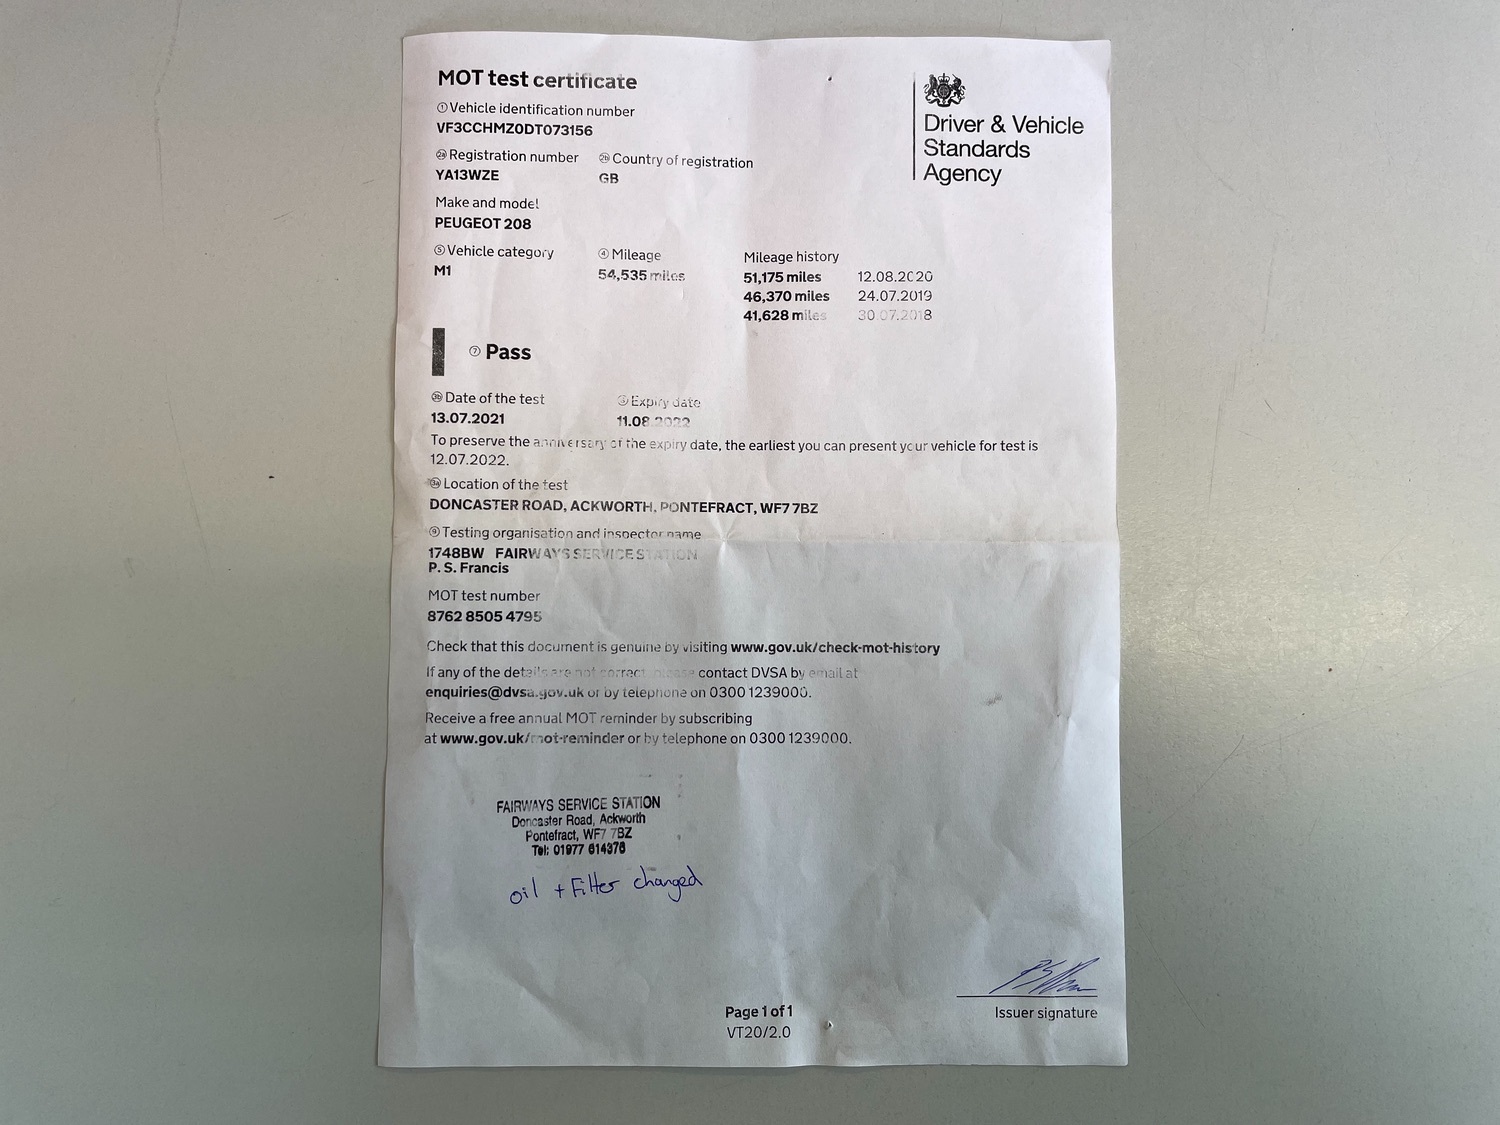 MOT test certificate
① Vehicle identification number
VF3CCHMZ0DT073156
Driver & Vehicle
Standards
Agency
2a Registration number 2b Country of registration
YA13WZE GB
Make and model
PEUGEOT 208
⑤ Vehicle category ④ Mileage Mileage history
M1 54,535 miles 51,175 miles 12.08.2020
46,370 miles 24.07.2019
41,628 miles 30.07.2018
⑦ Pass
3b Date of the test Expiry date
13.07.2021 11.08.2022
To preserve the anniversary of the expiry date, the earliest you can present your vehicle for test is
12.07.2022.
3a Location of the test
DONCASTER ROAD, ACKWORTH, PONTEFRACT, WF7 7BZ
⑨ Testing organisation and inspector name
1748BW FAIRWAYS SERVICE STATION
P. S. Francis
MOT test number
8762 8505 4795
Check that this document is genuine by visiting www.gov.uk/check-mot-history
If any of the details are not correct please contact DVSA by email at
enquiries@dvsa.gov.uk or by telephone on 0300 1239000.
Receive a free annual MOT reminder by subscribing
at www.gov.uk/mot-reminder or by telephone on 0300 1239000.
FAIRWAYS SERVICE STATION
Doncaster Road, Ackworth
Pontefract, WF7 7BZ
Tel: 01977 614378
oil + Filter changed
Issuer signature
Page 1 of 1
VT20/2.0